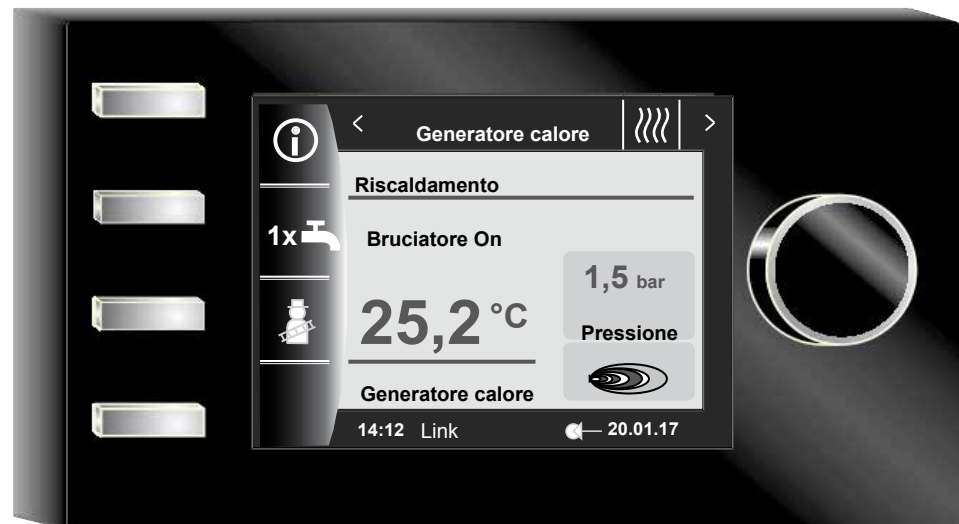 < Generatore calore >
Riscaldamento
1x
Bruciatore On
1,5 bar
25,2 °C
Pressione
Generatore calore
14:12 Link 20.01.17